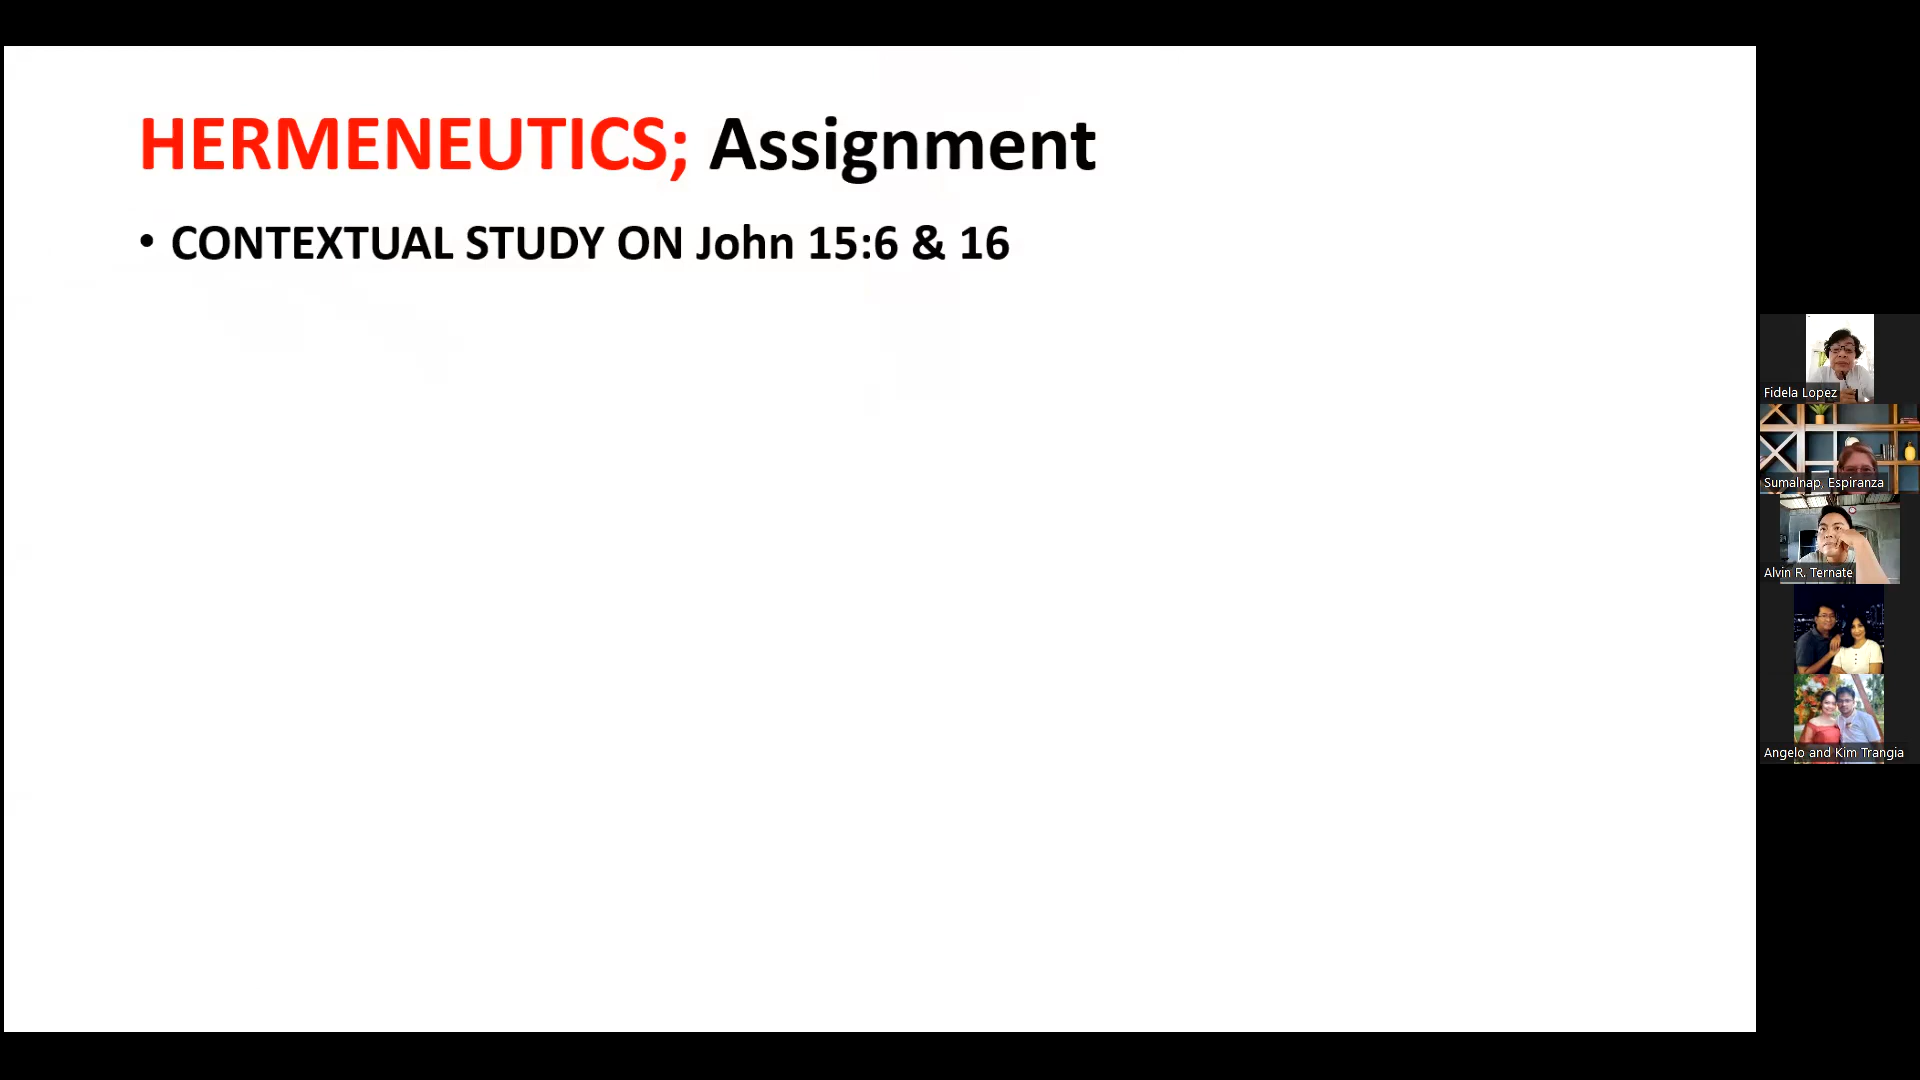 HERMENEUTICS; Assignment
• CONTEXTUAL STUDY ON John 15:6 & 16
Fidela Lopez
Sumalnap, Espiranza
Alvin R. Ternate
Angelo and Kim Trangia